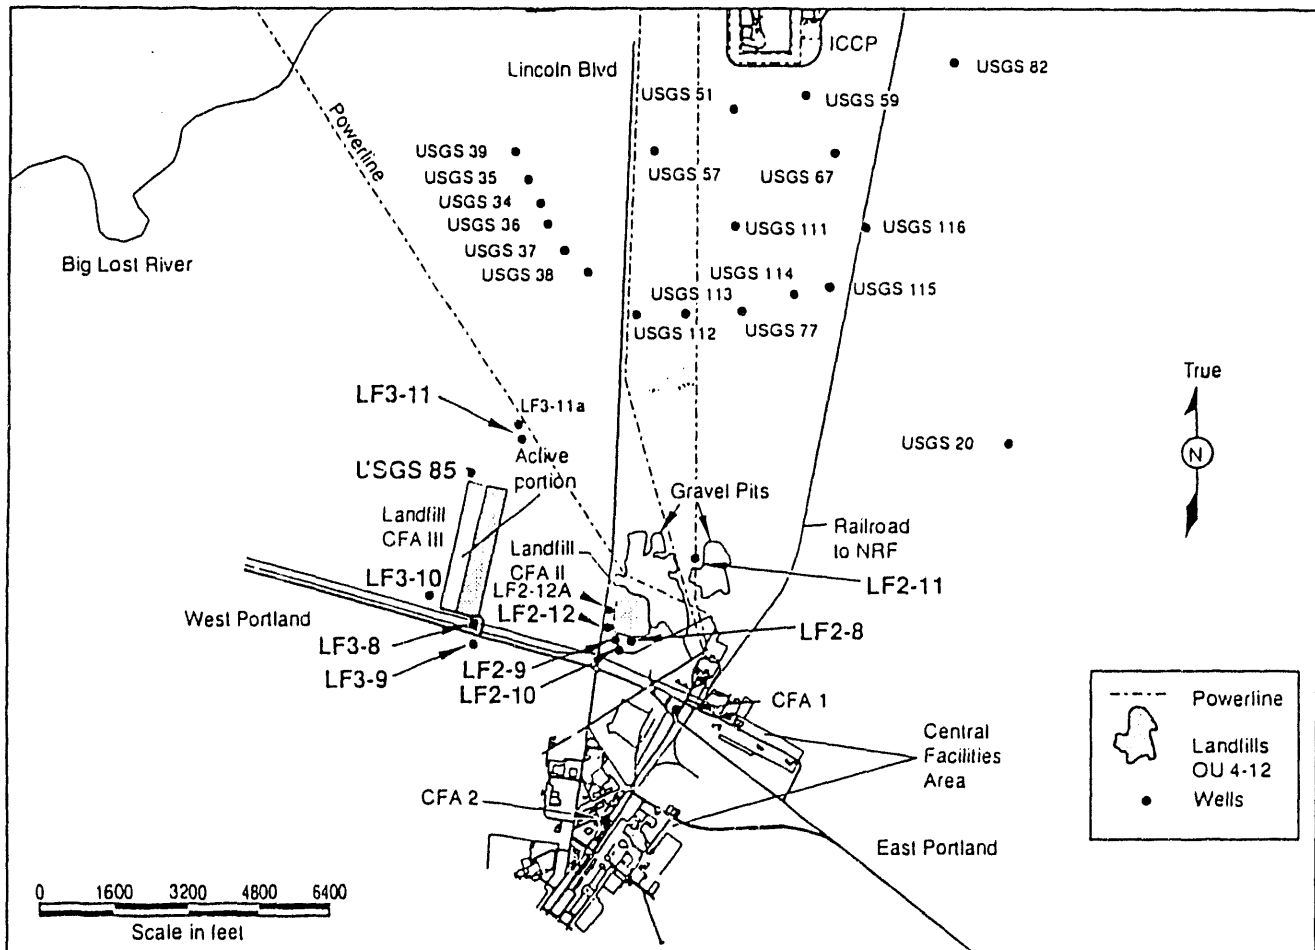 ICCP
Lincoln Blvd
USGS 82
USGS 51
USGS 59
Powerline
USGS 39
USGS 35
USGS 34
USGS 36
USGS 37
USGS 38
USGS 57
USGS 67
USGS 111
USGS 116
USGS 114
USGS 113
USGS 115
USGS 112
USGS 77
Big Lost River
True
N
LF3-11
LF3-11a
Active
portion
L'SGS 85
USGS 20
Gravel Pits
Landfill
CFA III
Landfill
CFA II
Railroad
to NRF
LF3-10
LF2-12A
LF2-12
LF2-11
West Portland
LF2-8
LF3-8
LF3-9
LF2-9
LF2-10
CFA 1
Central
Facilities
Area
CFA 2
East Portland
Powerline
Landfills
OU 4-12
Wells
0 1600 3200 4800 6400
Scale in feet